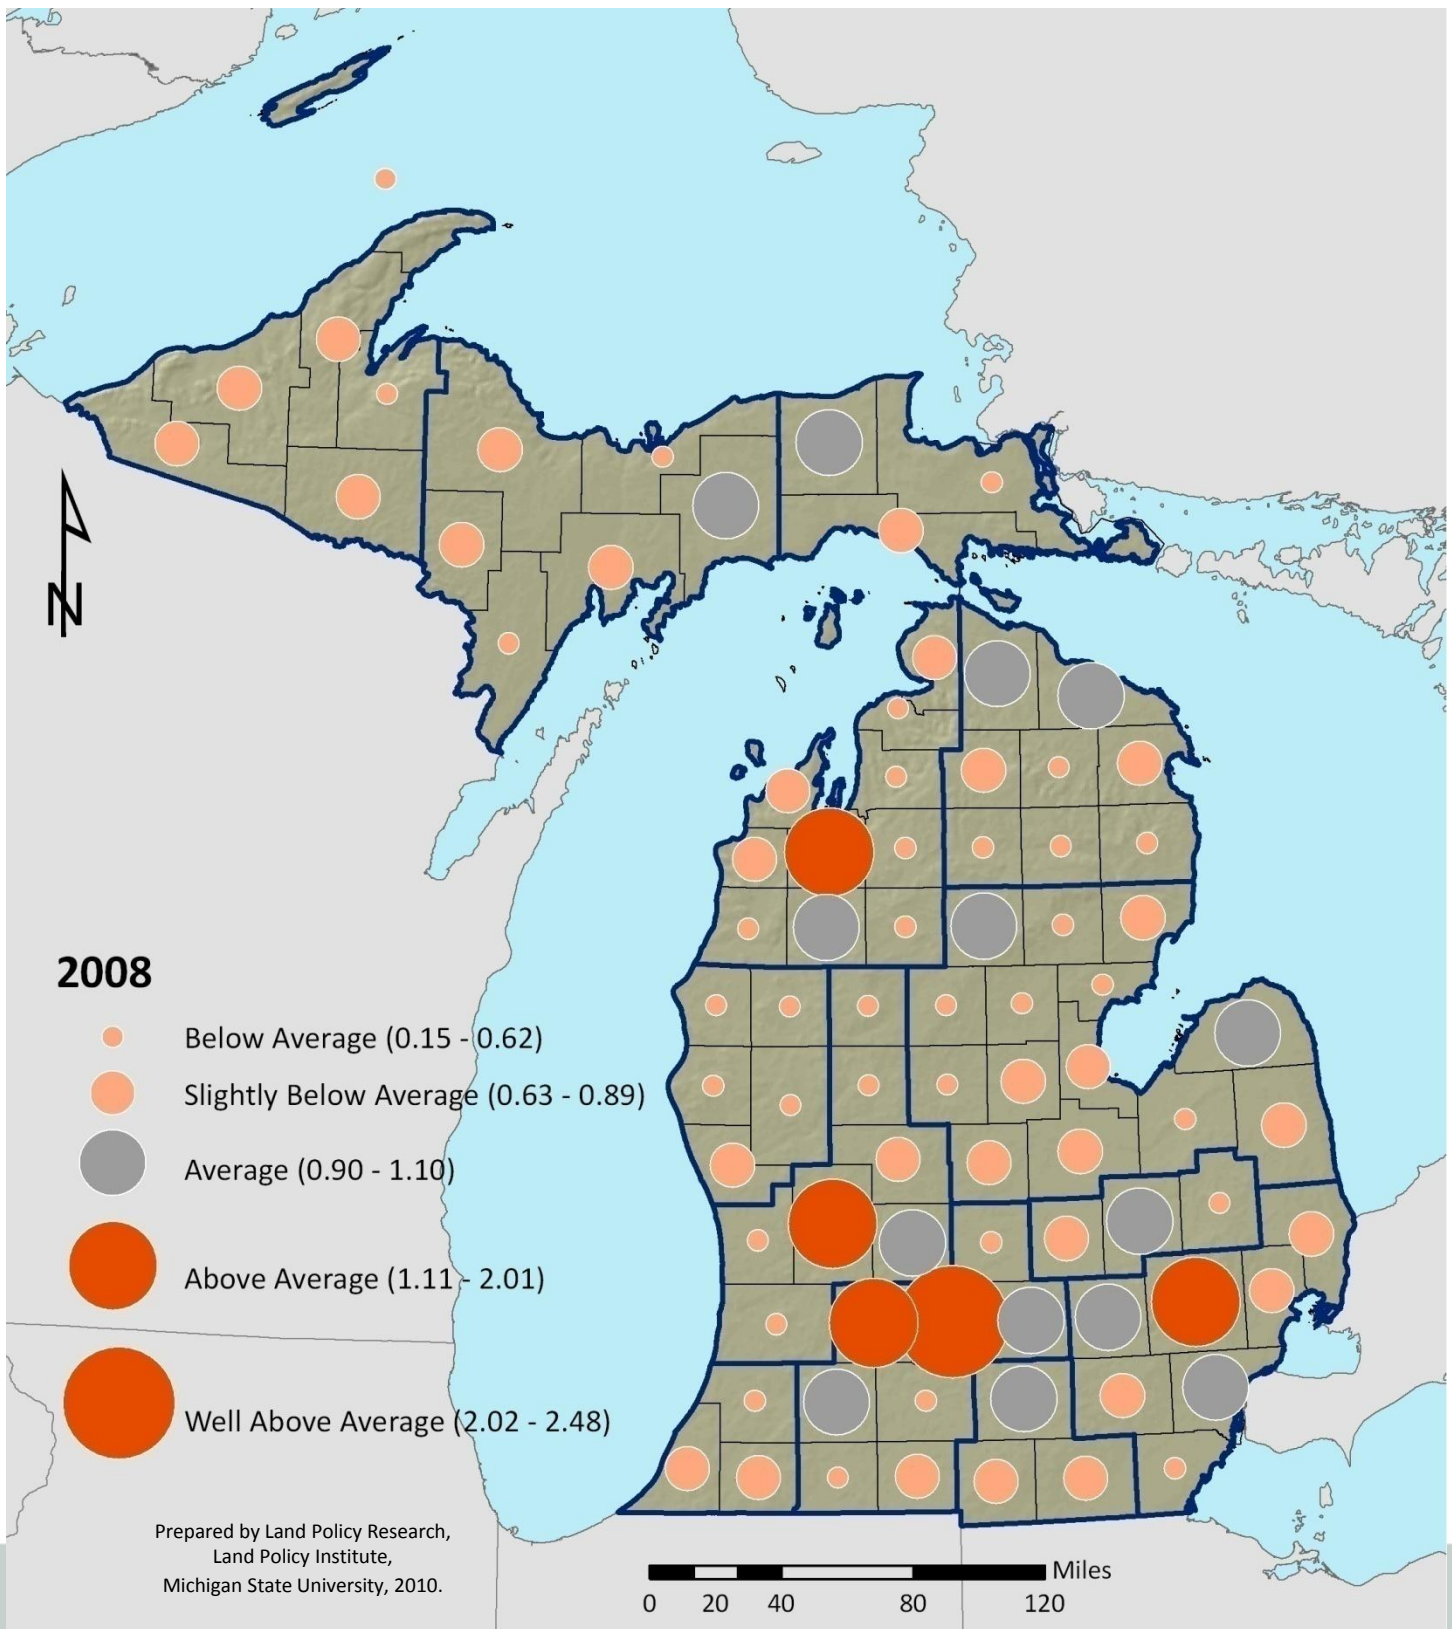 N
2008
Below Average (0.15 - 0.62)
Slightly Below Average (0.63 - 0.89)
Average (0.90 - 1.10)
Above Average (1.11 - 2.01)
Well Above Average (2.02 - 2.48)
Prepared by Land Policy Research,
Land Policy Institute,
Michigan State University, 2010.
Miles
0 20 40 80 120